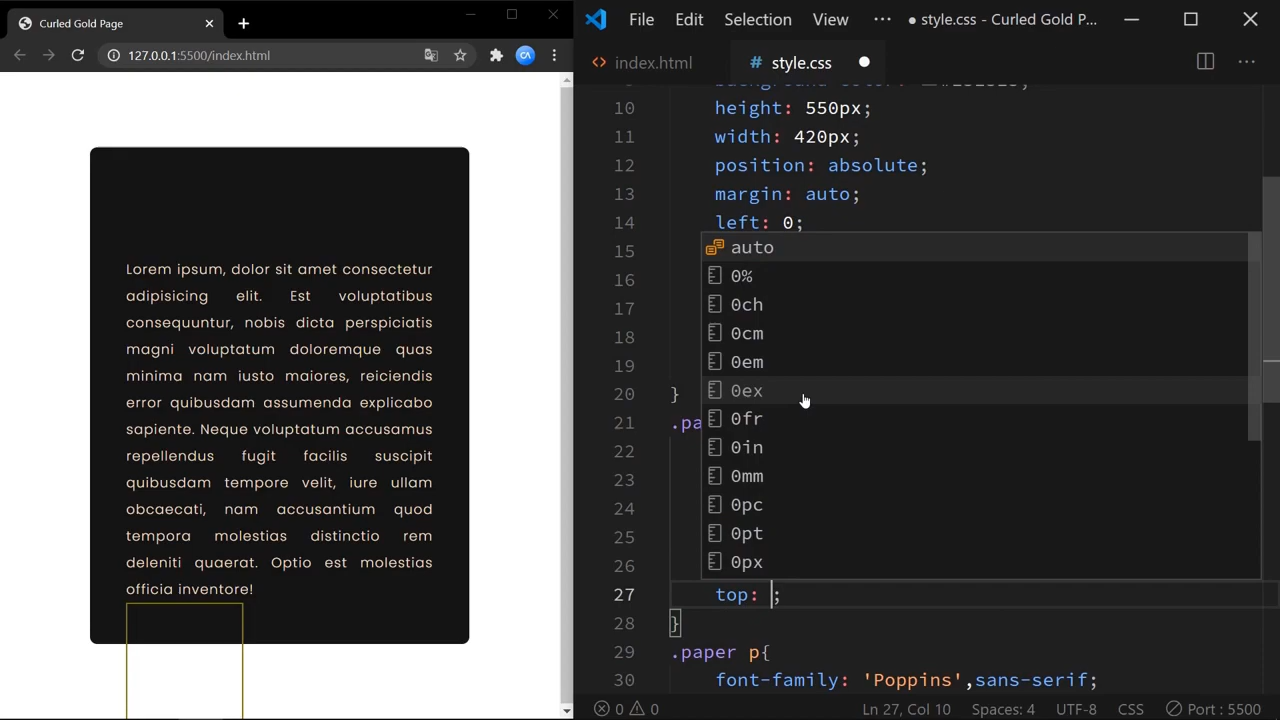 Curled Gold Page
127.0.0.1:5500/index.html
CA
Lorem ipsum, dolor sit amet consectetur
adipisicing elit. Est voluptatibus
consequuntur, nobis dicta perspiciatis
magni voluptatum doloremque quas
minima nam iusto maiores, reiciendis
error quibusdam assumenda explicabo
sapiente. Neque voluptatum accusamus
repellendus fugit facilis suscipit
quibusdam tempore velit, iure ullam
obcaecati, nam accusantium quod
tempora molestias distinctio rem
deleniti quaerat. Optio est molestias
officia inventore!
File Edit Selection View ··· ● style.css - Curled Gold P...
<> index.html # style.css ●
10 height: 550px;
11 width: 420px;
12 position: absolute;
13 margin: auto;
14 left: 0;
15 auto
16 0%
17 0ch
18 0cm
19 0em
20 } 0ex
21 .pa 0fr
22 0in
23 0mm
24 0pc
25 0pt
26 0px
27 top: ;
28 }
29 .paper p{
30 font-family: 'Poppins',sans-serif;
0 0 Ln 27, Col 10 Spaces: 4 UTF-8 CSS Port : 5500